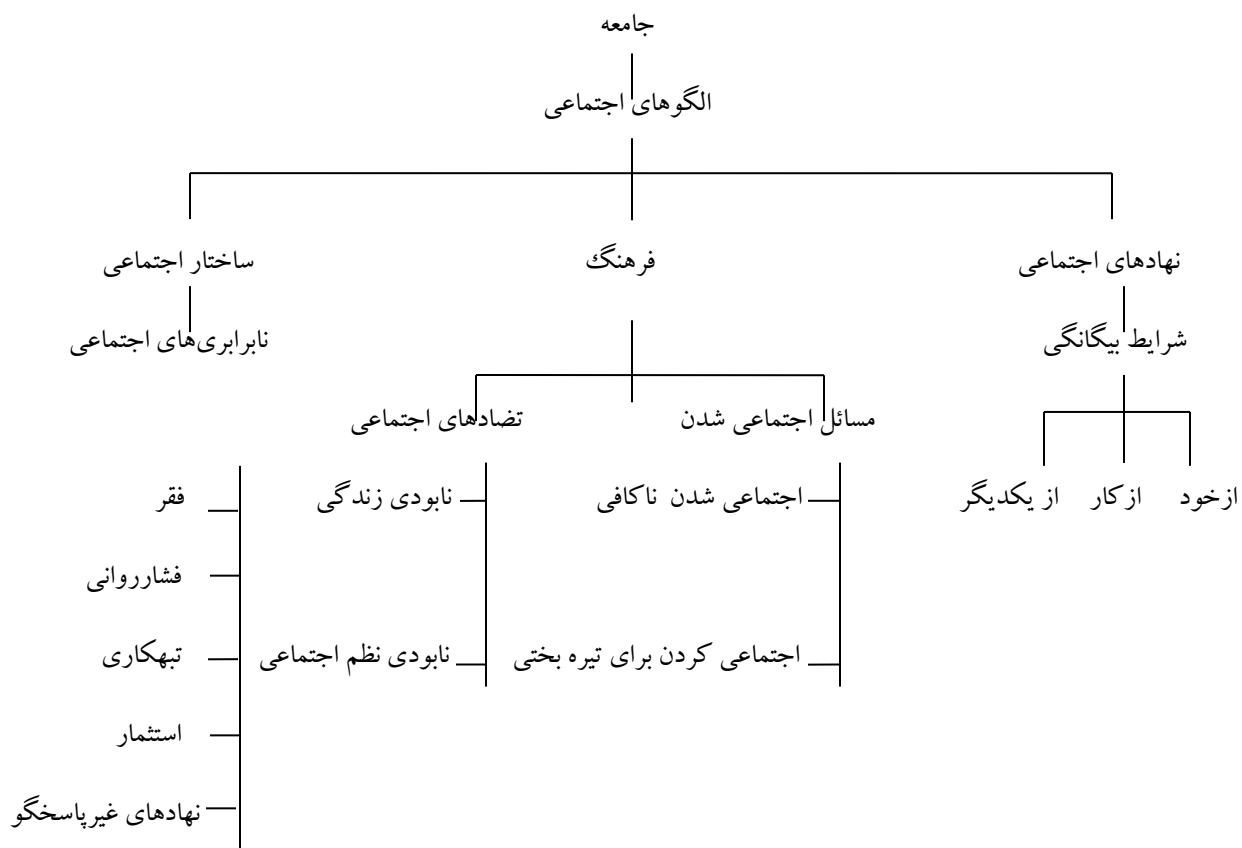 جامعه
الگوهای اجتماعی
نهادهای اجتماعی
فرهنگ
ساختار اجتماعی
شرایط بیگانگی
نابرابری‌های اجتماعی
مسائل اجتماعی شدن
تضادهای اجتماعی
ازخود
ازکار
از یکدیگر
اجتماعی شدن ناکافی
نابودی زندگی
فقر
فشارروانی
اجتماعی کردن برای تیره بختی
نابودی نظم اجتماعی
تبهکاری
استثمار
نهادهای غیرپاسخگو